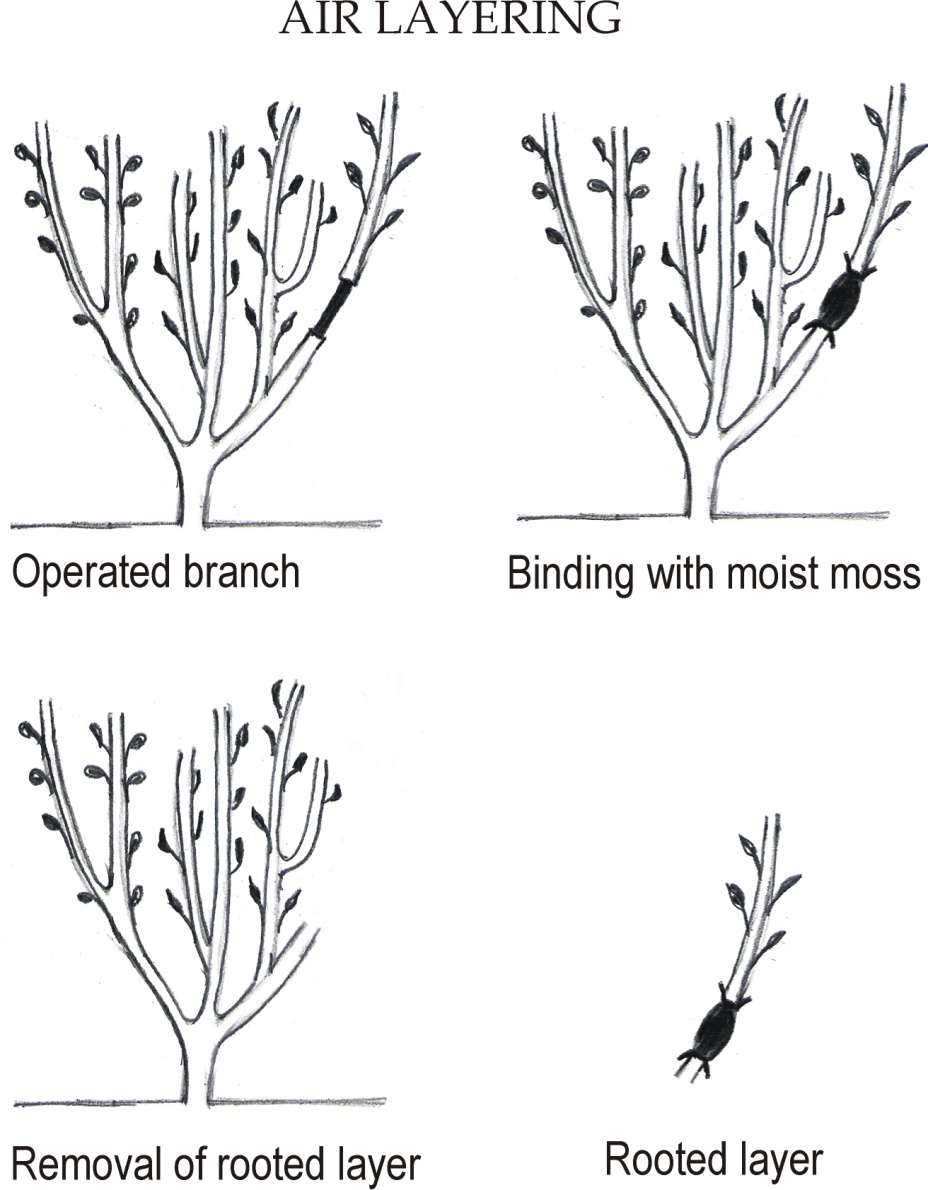 AIR LAYERING
Operated branch
Binding with moist moss
Removal of rooted layer
Rooted layer